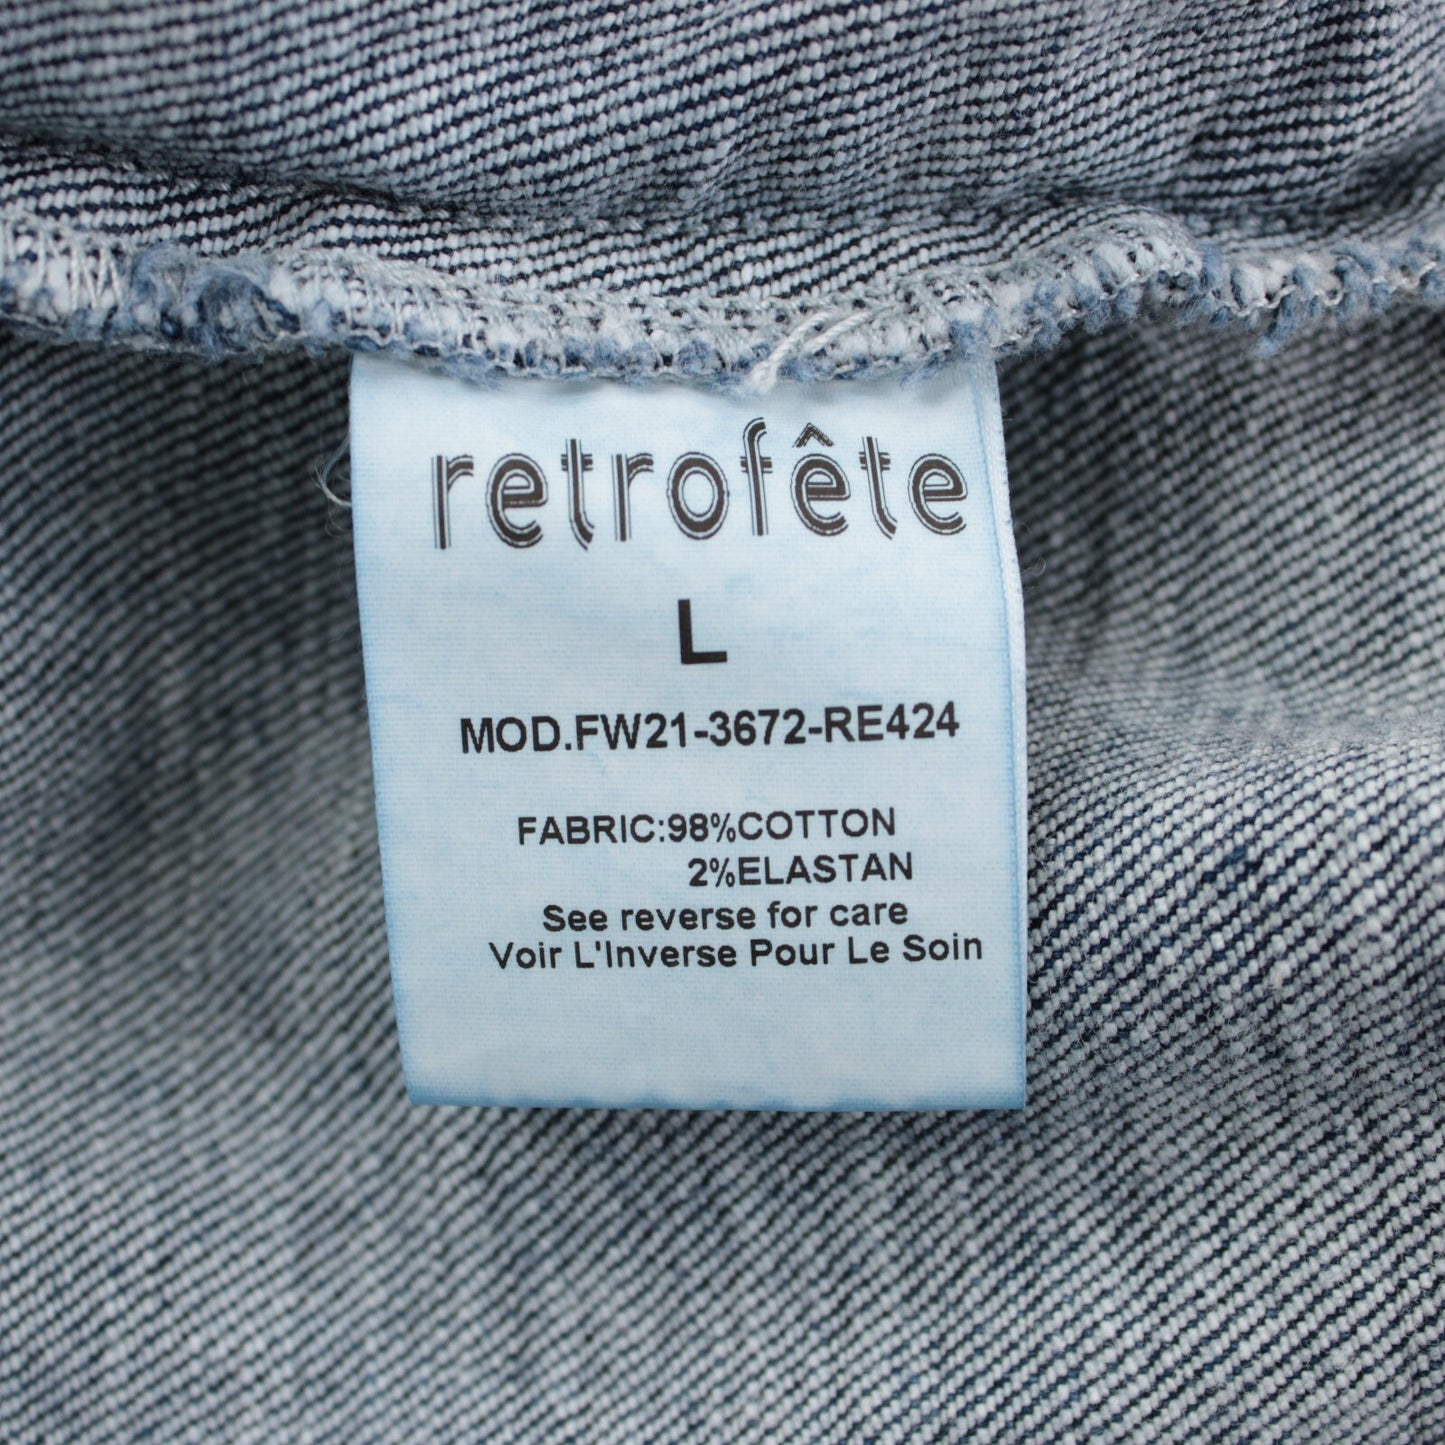 retrofête
L
MOD.FW21-3672-RE424
FABRIC:98%COTTON
2%ELASTAN
See reverse for care
Voir L'Inverse Pour Le Soin